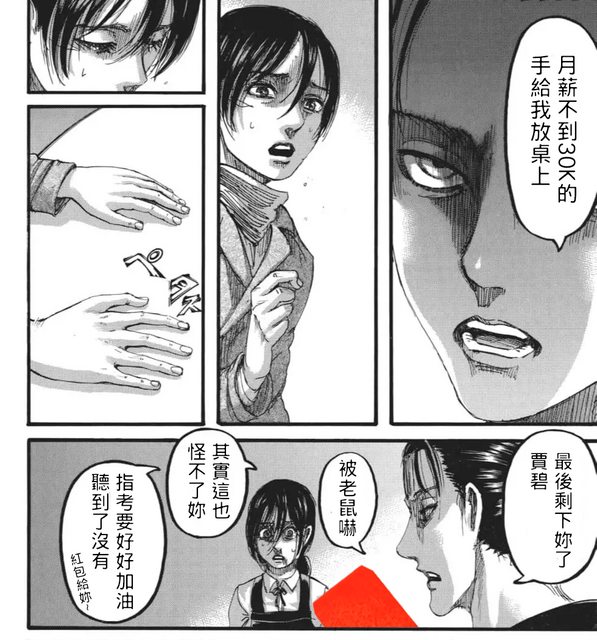 月薪不到30K的
手給我放桌上
ペタ
最後剩下妳了
賈碧
被老鼠嚇
其實這也
怪不了妳
指考要好好加油
聽到了沒有
紅包給妳~